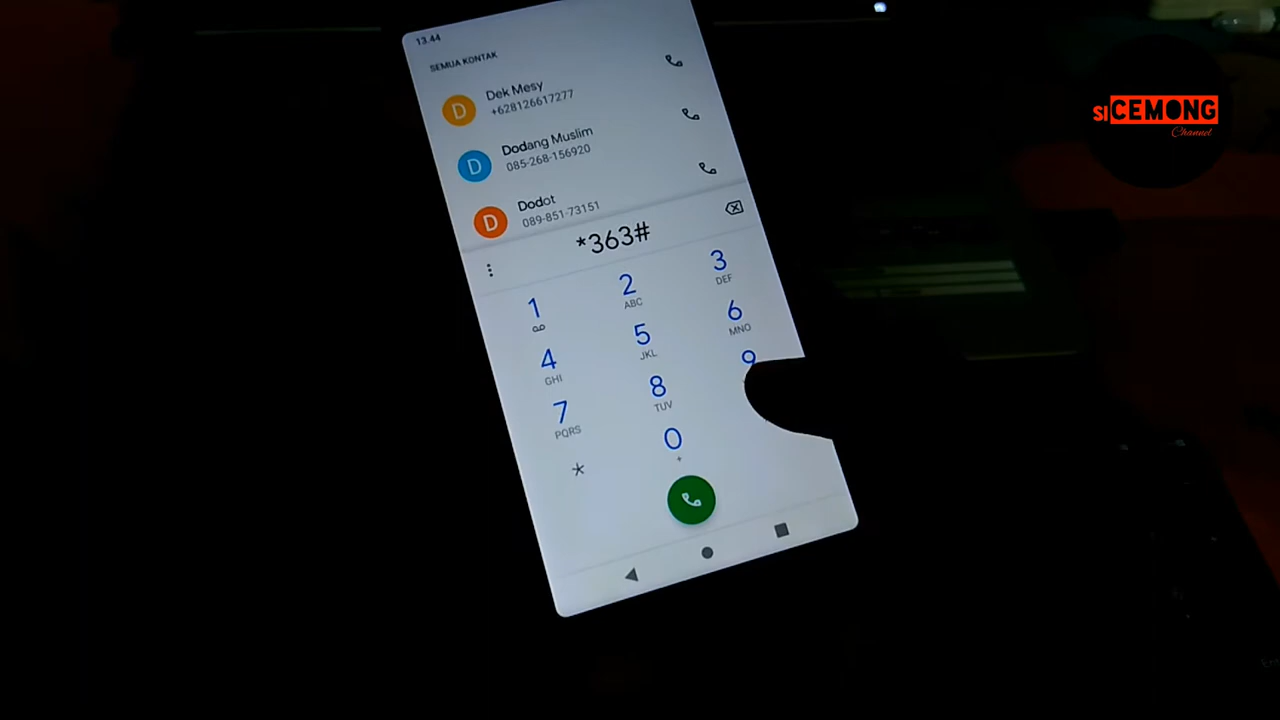 13.44
SEMUA KONTAK
D
Dek Mesy
+628126617277
D
Dodang Muslim
085-268-156920
D
Dodot
089-851-73151
*363#
1
2 ABC
3 DEF
4 GHI
5 JKL
6 MNO
7 PQRS
8 TUV
9
*
0 +
SICEMONG
Channel